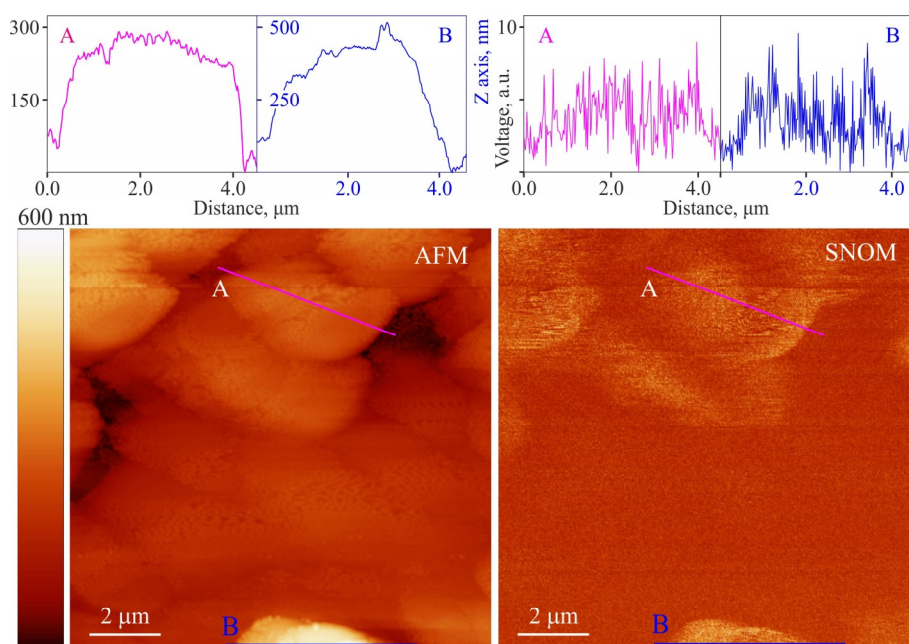 300
A
500
B
150
250
0.0
2.0
4.0
2.0
4.0
Distance, μm
10
A
Z axis, nm
Voltage, a.u.
B
0.0
2.0
4.0
2.0
4.0
Distance, μm
600 nm
AFM
A
2 μm
B
SNOM
A
2 μm
B